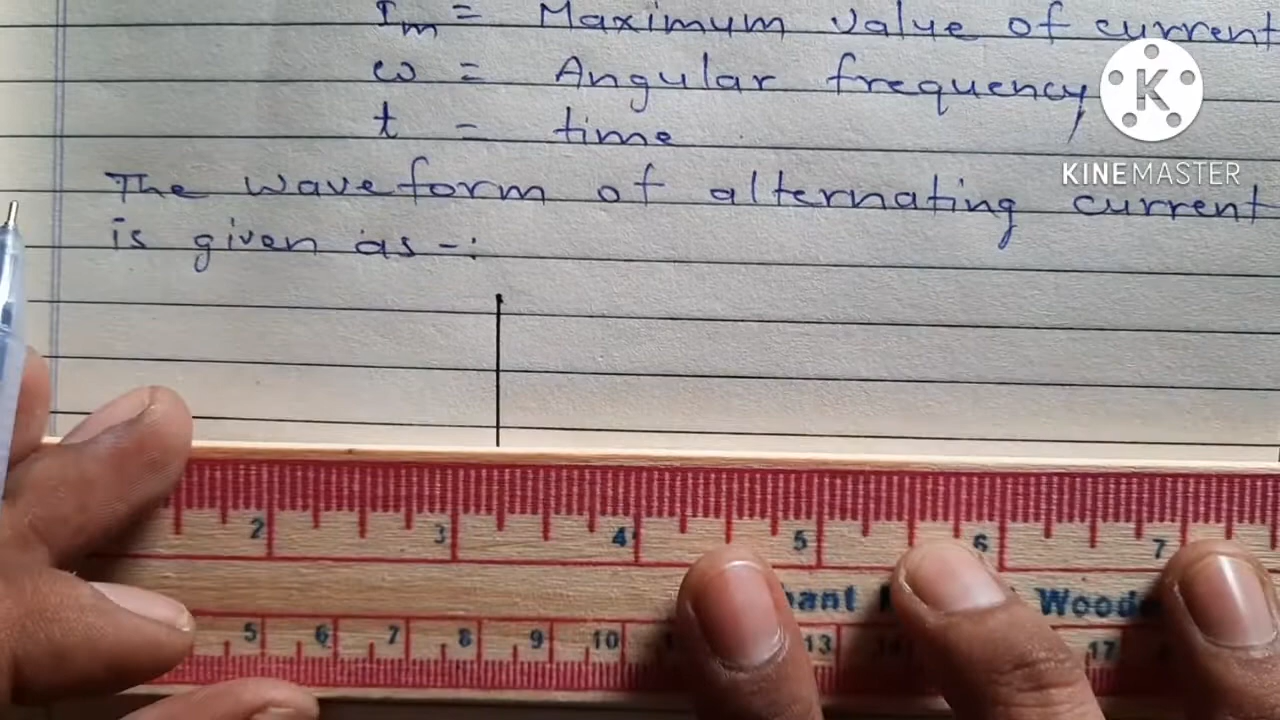 Im = Maximum value of current
ω = Angular frequency
t = time
K
KINEMASTER
The waveform of alternating current
is given as -:
2 3 4 5 6 7
hant Woode
5 6 7 8 9 10 13 17